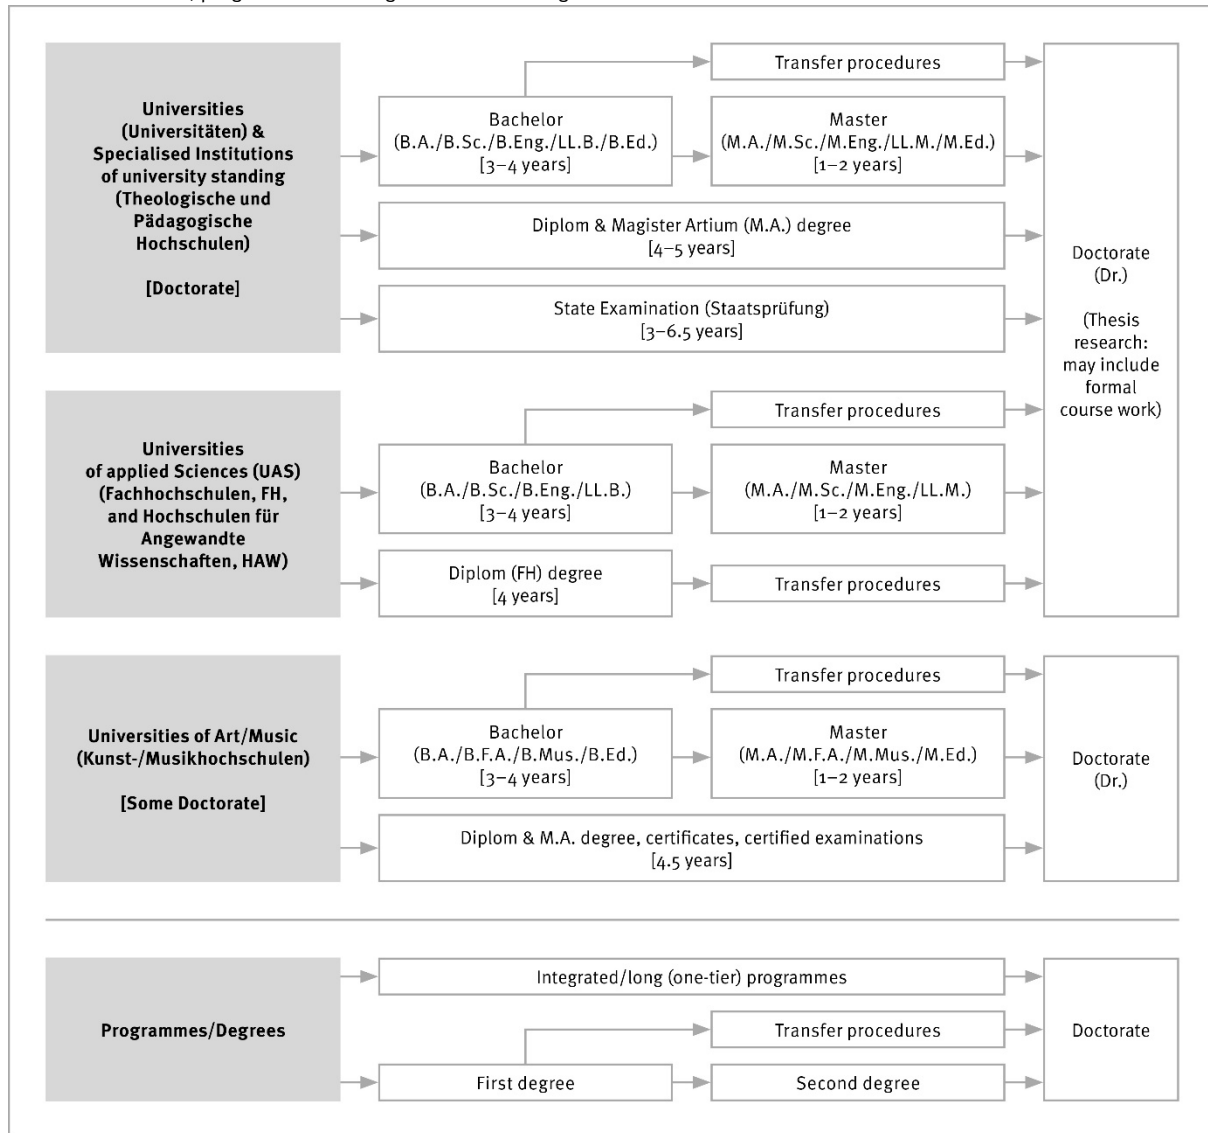 Universities
(Universitäten) &
Specialised Institutions
of university standing
(Theologische und
Pädagogische
Hochschulen)
[Doctorate]
Transfer procedures
Bachelor
(B.A./B.Sc./B.Eng./LL.B./B.Ed.)
[3–4 years]
Master
(M.A./M.Sc./M.Eng./LL.M./M.Ed.)
[1–2 years]
Diplom & Magister Artium (M.A.) degree
[4–5 years]
State Examination (Staatsprüfung)
[3–6.5 years]
Doctorate
(Dr.)
(Thesis
research:
may include
formal
course work)
Universities
of applied Sciences (UAS)
(Fachhochschulen, FH,
and Hochschulen für
Angewandte
Wissenschaften, HAW)
Transfer procedures
Bachelor
(B.A./B.Sc./B.Eng./LL.B.)
[3–4 years]
Master
(M.A./M.Sc./M.Eng./LL.M.)
[1–2 years]
Diplom (FH) degree
[4 years]
Transfer procedures
Universities of Art/Music
(Kunst-/Musikhochschulen)
[Some Doctorate]
Transfer procedures
Bachelor
(B.A./B.F.A./B.Mus./B.Ed.)
[3–4 years]
Master
(M.A./M.F.A./M.Mus./M.Ed.)
[1–2 years]
Diplom & M.A. degree, certificates, certified examinations
[4.5 years]
Doctorate
(Dr.)
Programmes/Degrees
Integrated/long (one-tier) programmes
Transfer procedures
First degree
Second degree
Doctorate